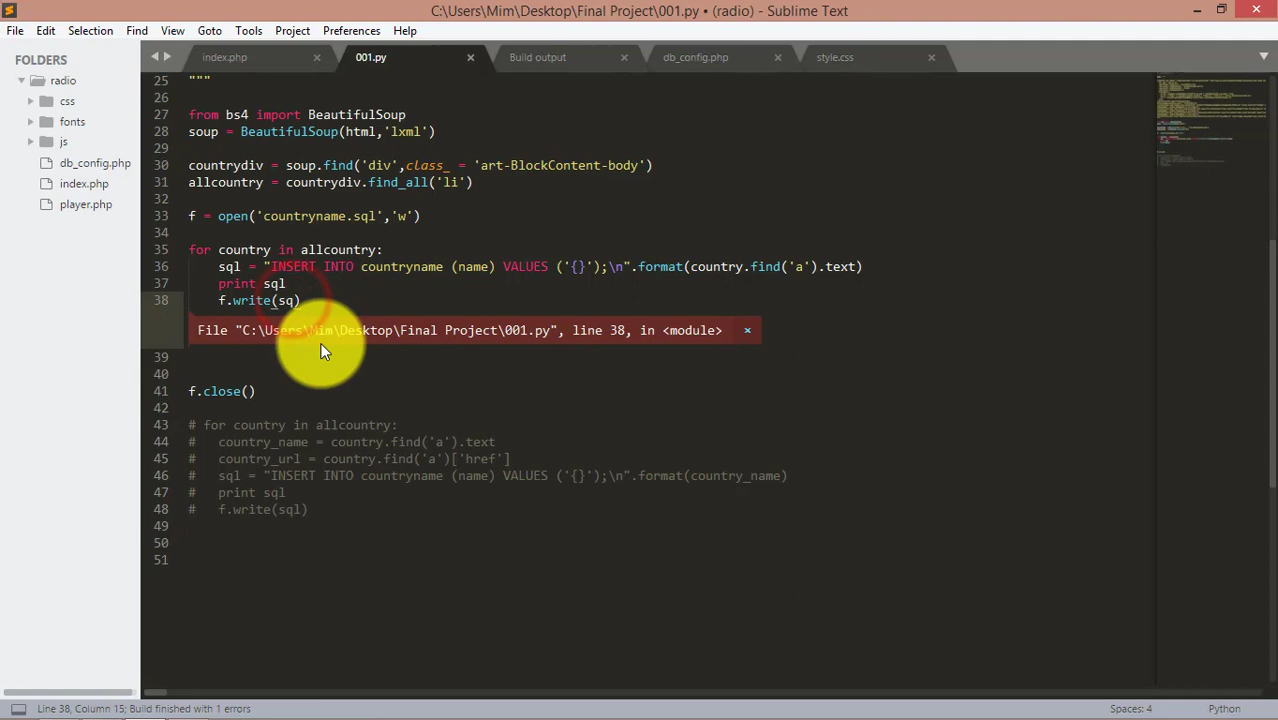 C:\Users\Mim\Desktop\Final Project\001.py • (radio) - Sublime Text
File Edit Selection Find View Goto Tools Project Preferences Help
FOLDERS
radio
css
fonts
js
db_config.php
index.php
player.php
index.php 001.py Build output db_config.php style.css
25 """
26
27 from bs4 import BeautifulSoup
28 soup = BeautifulSoup(html,'lxml')
29
30 countrydiv = soup.find('div',class_ = 'art-BlockContent-body')
31 allcountry = countrydiv.find_all('li')
32
33 f = open('countryname.sql','w')
34
35 for country in allcountry:
36 sql = "INSERT INTO countryname (name) VALUES ('{}');\n".format(country.find('a').text)
37 print sql
38 f.write(sq)
File "C:\Users\Mim\Desktop\Final Project\001.py", line 38, in <module> ×
39
40
41 f.close()
42
43 # for country in allcountry:
44 # country_name = country.find('a').text
45 # country_url = country.find('a')['href']
46 # sql = "INSERT INTO countryname (name) VALUES ('{}');\n".format(country_name)
47 # print sql
48 # f.write(sql)
49
50
51
Line 38, Column 15; Build finished with 1 errors
Spaces: 4 Python